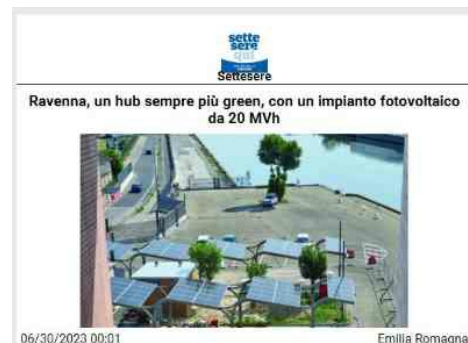 sette
sere
qui
Settesere
Ravenna, un hub sempre più green, con un impianto fotovoltaico
da 20 MVh
06/30/2023 00:01
Emilia Romagna